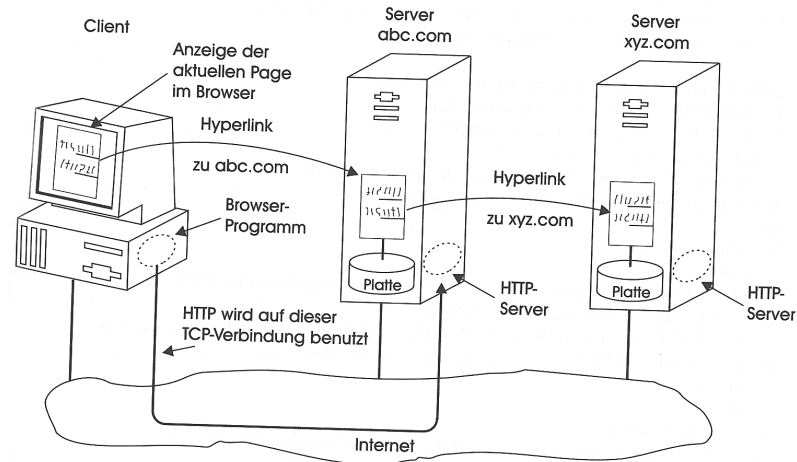 Client
Server
abc.com
Server
xyz.com
Anzeige der
aktuellen Page
im Browser
Hyperlink
zu abc.com
Hyperlink
zu xyz.com
Browser-
Programm
Platte
HTTP-
Server
Platte
HTTP-
Server
HTTP wird auf dieser
TCP-Verbindung benutzt
Internet